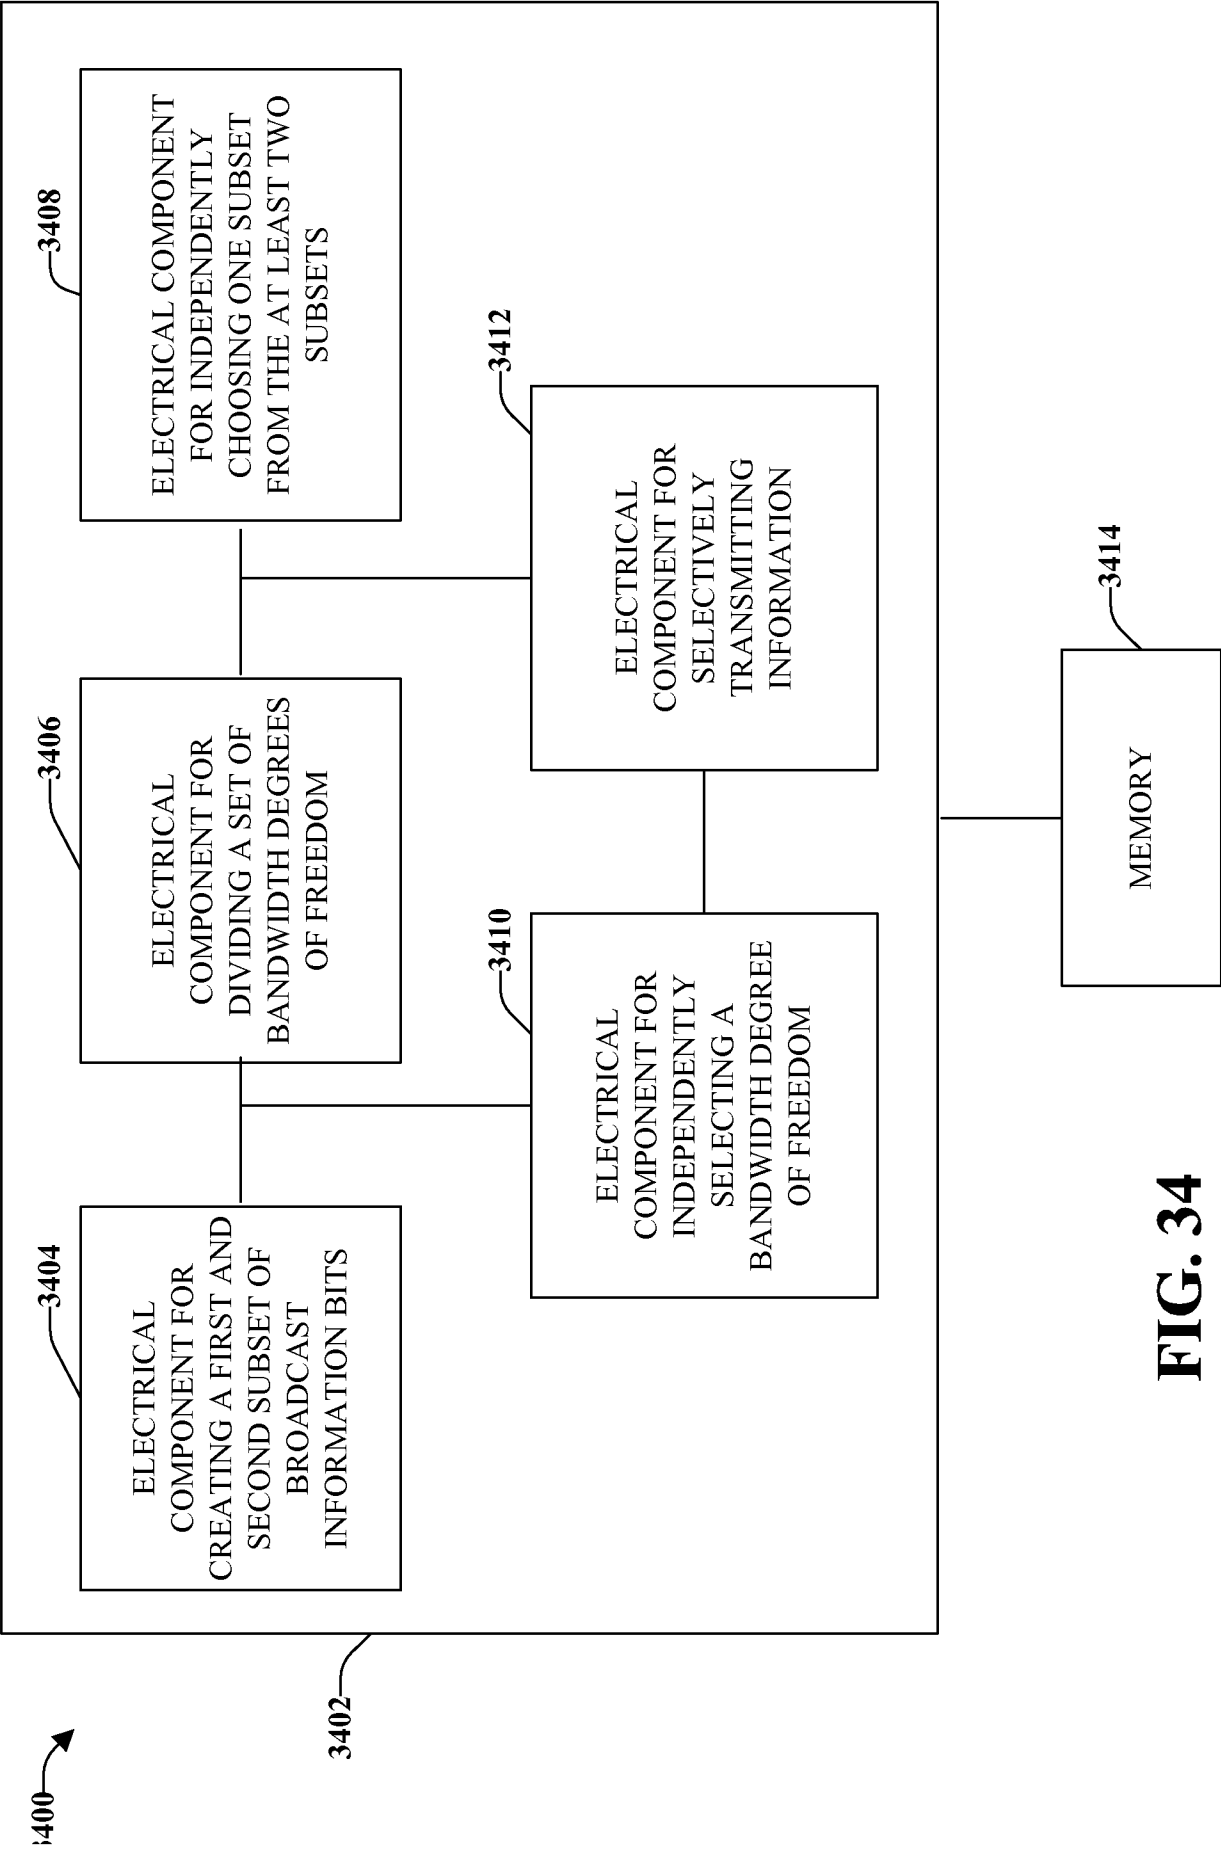 3400
3402
3404
ELECTRICAL
COMPONENT FOR
CREATING A FIRST AND
SECOND SUBSET OF
BROADCAST
INFORMATION BITS
3406
ELECTRICAL
COMPONENT FOR
DIVIDING A SET OF
BANDWIDTH DEGREES
OF FREEDOM
3408
ELECTRICAL COMPONENT
FOR INDEPENDENTLY
CHOOSING ONE SUBSET
FROM THE AT LEAST TWO
SUBSETS
3410
ELECTRICAL
COMPONENT FOR
INDEPENDENTLY
SELECTING A
BANDWIDTH DEGREE
OF FREEDOM
3412
ELECTRICAL
COMPONENT FOR
SELECTIVELY
TRANSMITTING
INFORMATION
3414
MEMORY
FIG. 34